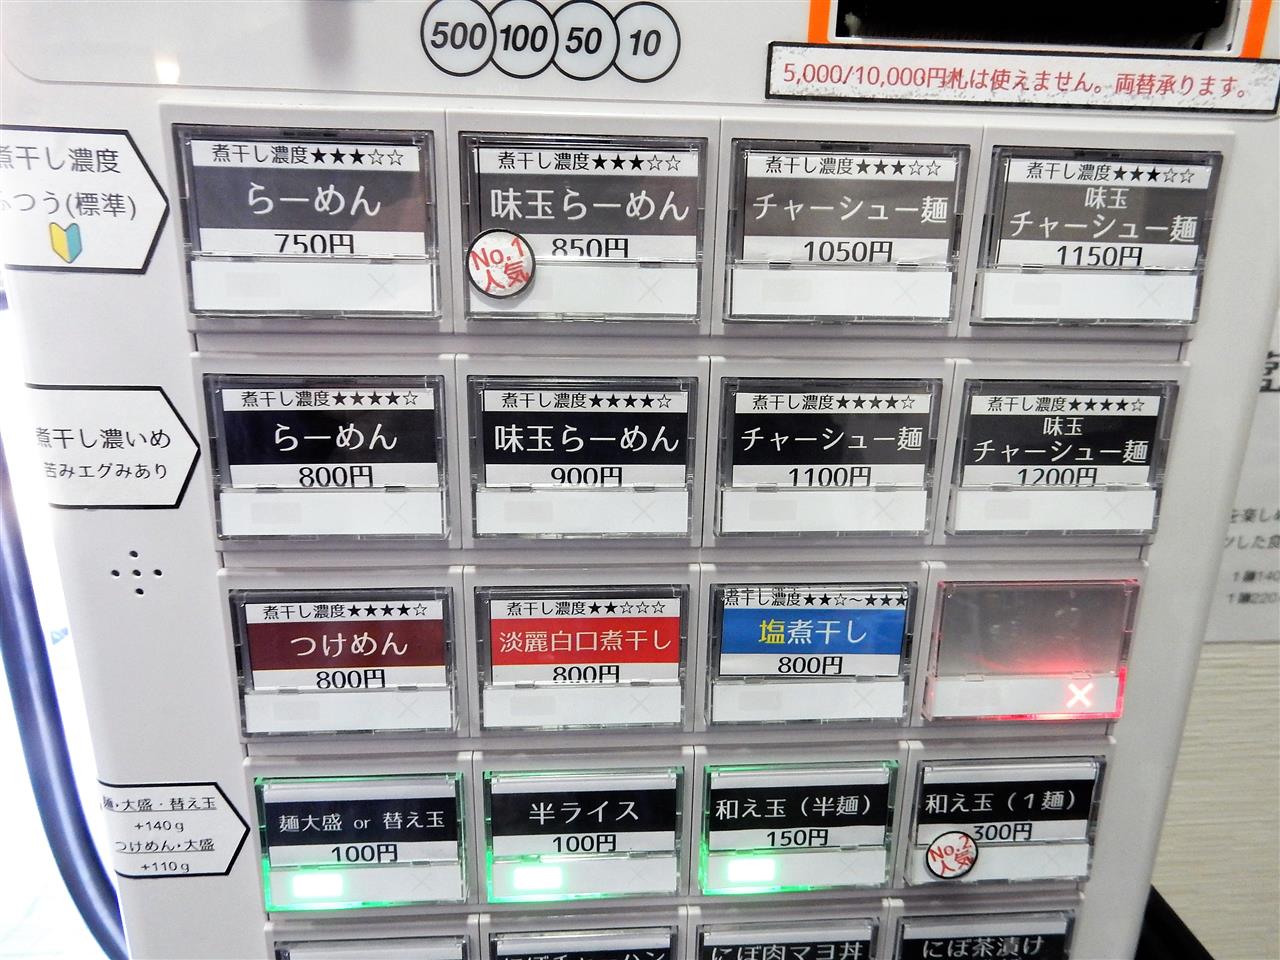 500 100 50 10
5,000/10,000円札は使えません。両替承ります。
煮干し濃度
ふつう(標準)
煮干し濃度★★★☆☆
らーめん
750円
煮干し濃度★★★☆☆
味玉らーめん
850円
No.1
人気
煮干し濃度★★★☆☆
チャーシュー麺
1050円
煮干し濃度★★★☆☆
味玉
チャーシュー麺
1150円
煮干し濃いめ
苦みエグみあり
煮干し濃度★★★★☆
らーめん
800円
煮干し濃度★★★★☆
味玉らーめん
900円
煮干し濃度★★★★☆
チャーシュー麺
1100円
煮干し濃度★★★★☆
味玉
チャーシュー麺
1200円
煮干し濃度★★★★☆
つけめん
800円
煮干し濃度★★☆☆☆
淡麗白口煮干し
800円
煮干し濃度★★☆～★★★
塩煮干し
800円
麺・大盛・替え玉
+140g
つけめん・大盛
+110g
麺大盛 or 替え玉
100円
半ライス
100円
和え玉（半麺）
150円
和え玉（1麺）
300円
No.2
人気
にぼチャーハン
にぼ肉マヨ丼
にぼ茶漬け